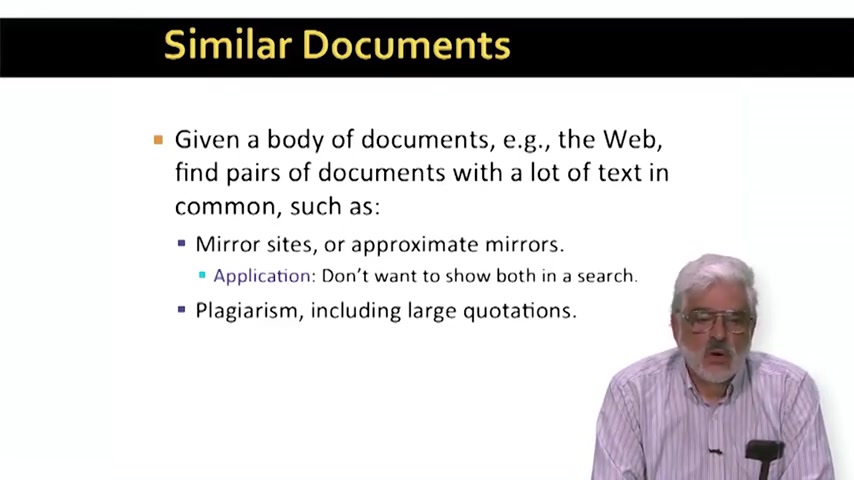 Similar Documents
Given a body of documents, e.g., the Web,
find pairs of documents with a lot of text in
common, such as:
Mirror sites, or approximate mirrors.
Application: Don't want to show both in a search.
Plagiarism, including large quotations.